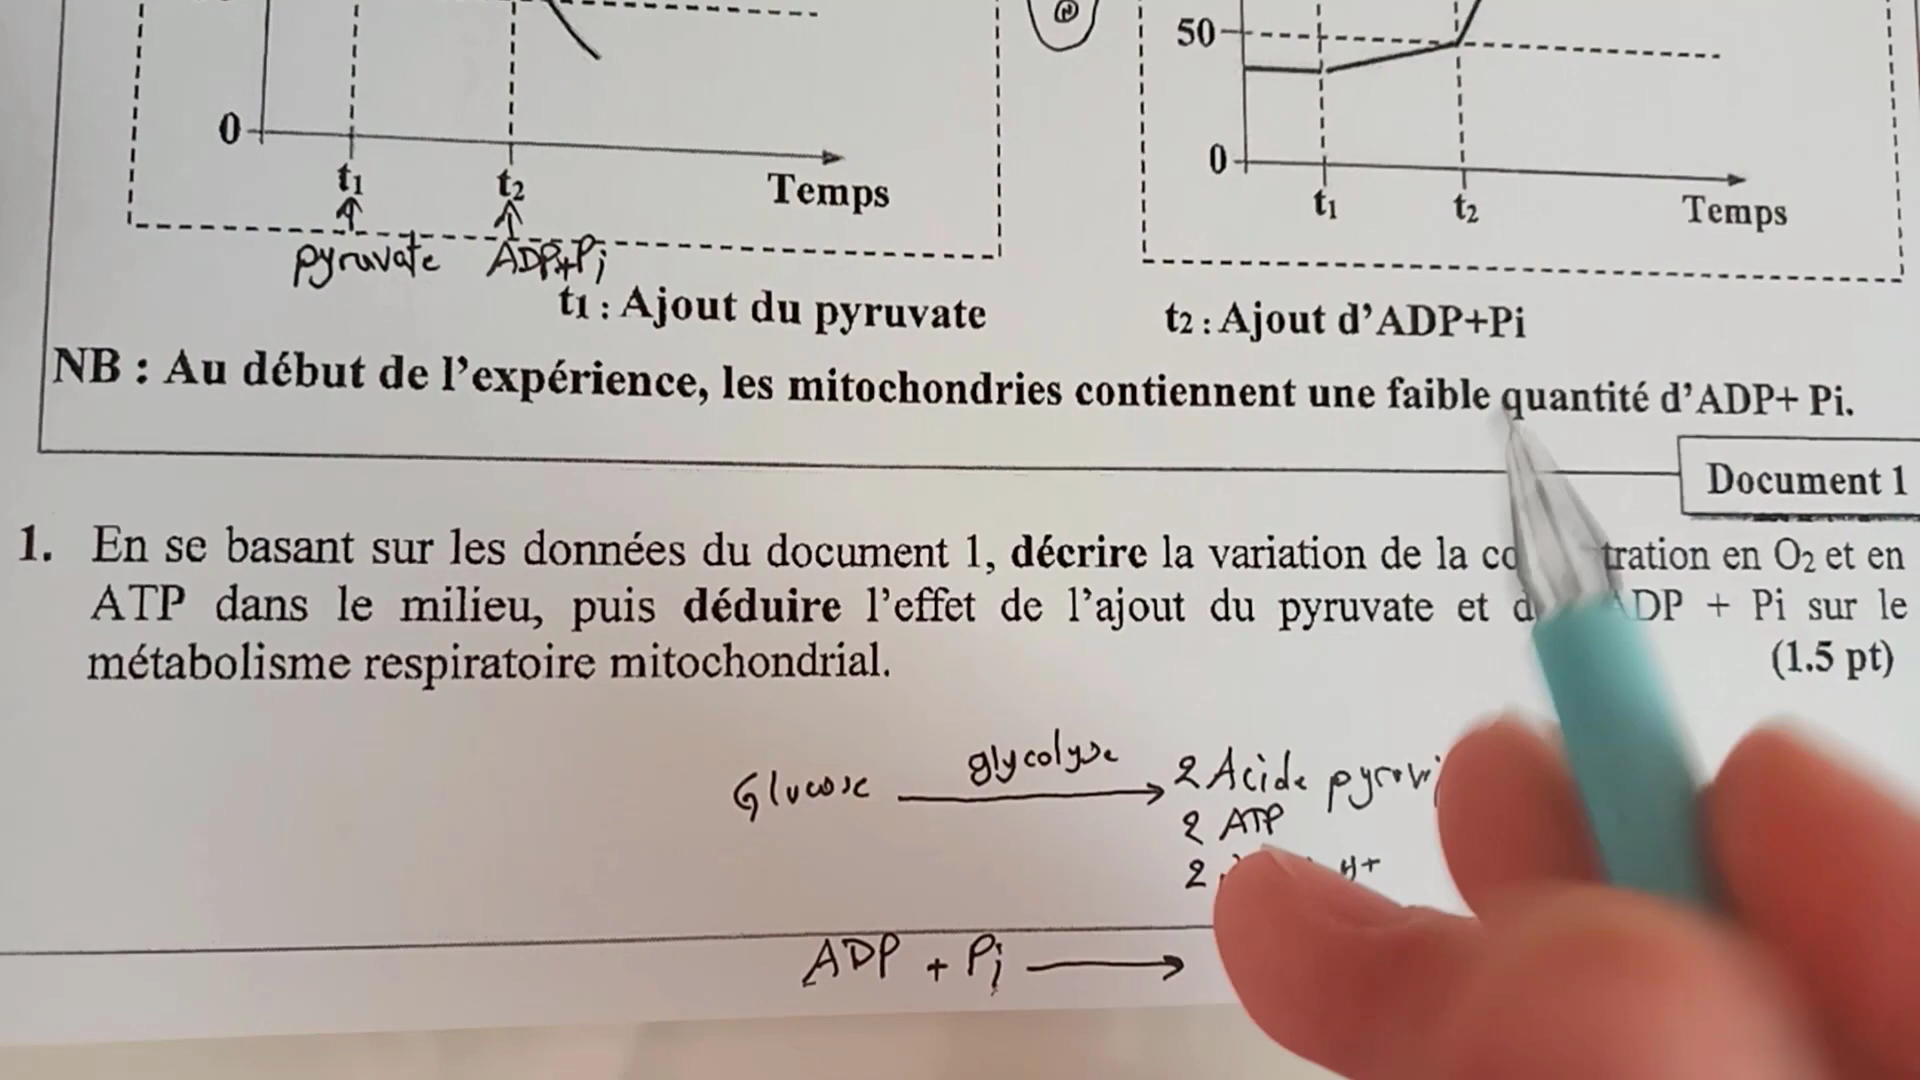 50
0
t1 t2 Temps
0
t1 t2 Temps
pyruvate ADP+Pi
t1 : Ajout du pyruvate
t2 : Ajout d'ADP+Pi
NB : Au début de l'expérience, les mitochondries contiennent une faible quantité d'ADP+ Pi.
Document 1
1. En se basant sur les données du document 1, décrire la variation de la tration en O2 et en
ATP dans le milieu, puis déduire l'effet de l'ajout du pyruvate et DP + Pi sur le
métabolisme respiratoire mitochondrial. (1.5 pt)
Glucose glycolyse 2 Acide
2 ATP
2 H+
ADP + Pi